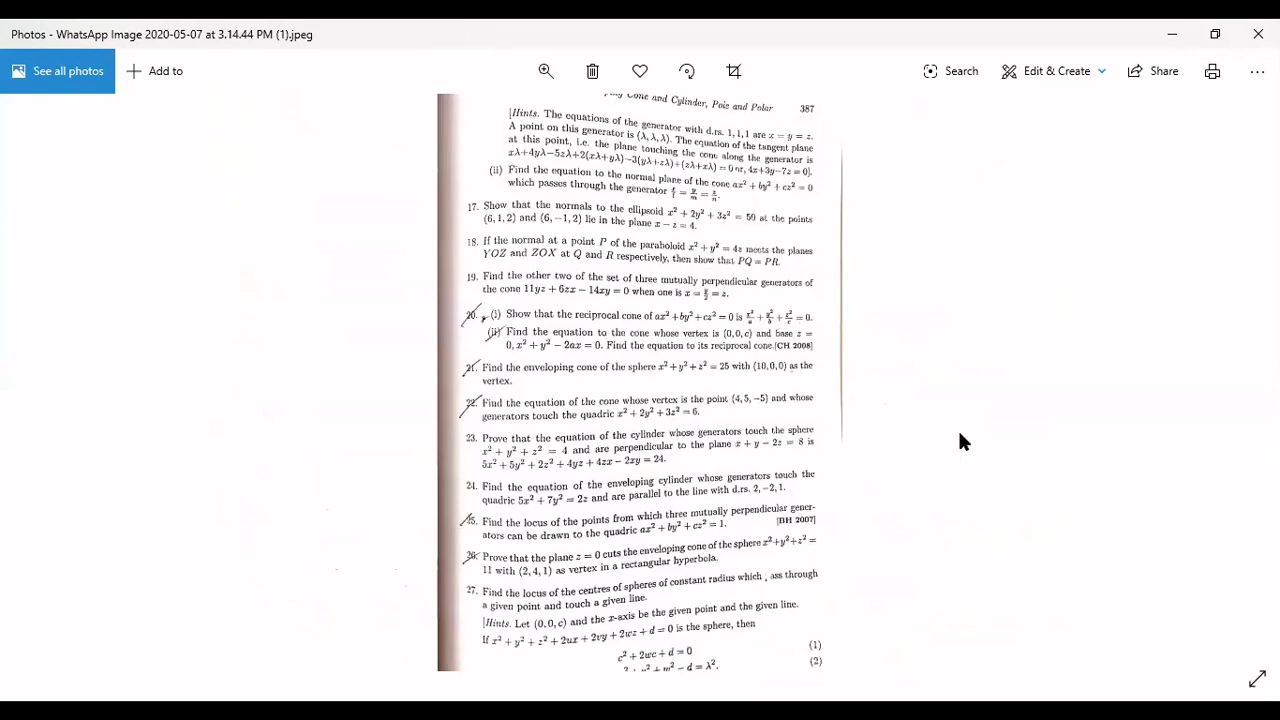 Photos - WhatsApp Image 2020-05-07 at 3.14.44 PM (1).jpeg
See all photos
Add to
Search
Edit & Create
Share
Cone and Cylinder, Pole and Polar 387
[Hints. The equations of the generator with d.rs. 1,1,1 are x = y = z.
A point on this generator is (λ, λ, λ). The equation of the tangent plane
at this point, i.e. the plane touching the cone along the generator is
xλ+4yλ−5zλ+2(xλ+yλ)−3(yλ+zλ)+(zλ+xλ) = 0 or, 4x+3y−7z = 0].
(ii) Find the equation to the normal plane of the cone ax² + by² + cz² = 0
which passes through the generator x/l = y/m = z/n.
17. Show that the normals to the ellipsoid x² + 2y² + 3z² = 50 at the points
(6, 1, 2) and (6, −1, 2) lie in the plane x − z = 4.
18. If the normal at a point P of the paraboloid x² + y² = 4z meets the planes
YOZ and ZOX at Q and R respectively, then show that PQ = PR.
19. Find the other two of the set of three mutually perpendicular generators of
the cone 11yz + 6zx − 14xy = 0 when one is x = y/2 = z.
20. (i) Show that the reciprocal cone of ax² + by² + cz² = 0 is x²/a + y²/b + z²/c = 0.
(ii) Find the equation to the cone whose vertex is (0, 0, c) and base z =
0, x² + y² − 2ax = 0. Find the equation to its reciprocal cone. [CH 2008]
21. Find the enveloping cone of the sphere x² + y² + z² = 25 with (10, 0, 0) as the
vertex.
22. Find the equation of the cone whose vertex is the point (4, 5, −5) and whose
generators touch the quadric x² + 2y² + 3z² = 6.
23. Prove that the equation of the cylinder whose generators touch the sphere
x² + y² + z² = 4 and are perpendicular to the plane x + y − 2z = 8 is
5x² + 5y² + 2z² + 4yz + 4zx − 2xy = 24.
24. Find the equation of the enveloping cylinder whose generators touch the
quadric 5x² + 7y² = 2z and are parallel to the line with d.rs. 2, −2, 1.
25. Find the locus of the points from which three mutually perpendicular gener-
ators can be drawn to the quadric ax² + by² + cz² = 1. [BH 2007]
26. Prove that the plane z = 0 cuts the enveloping cone of the sphere x²+y²+z² =
11 with (2, 4, 1) as vertex in a rectangular hyperbola.
27. Find the locus of the centres of spheres of constant radius which ass through
a given point and touch a given line.
[Hints. Let (0, 0, c) and the x-axis be the given point and the given line.
If x² + y² + z² + 2ux + 2vy + 2wz + d = 0 is the sphere, then
c² + 2wc + d = 0 (1)
− d = λ². (2)